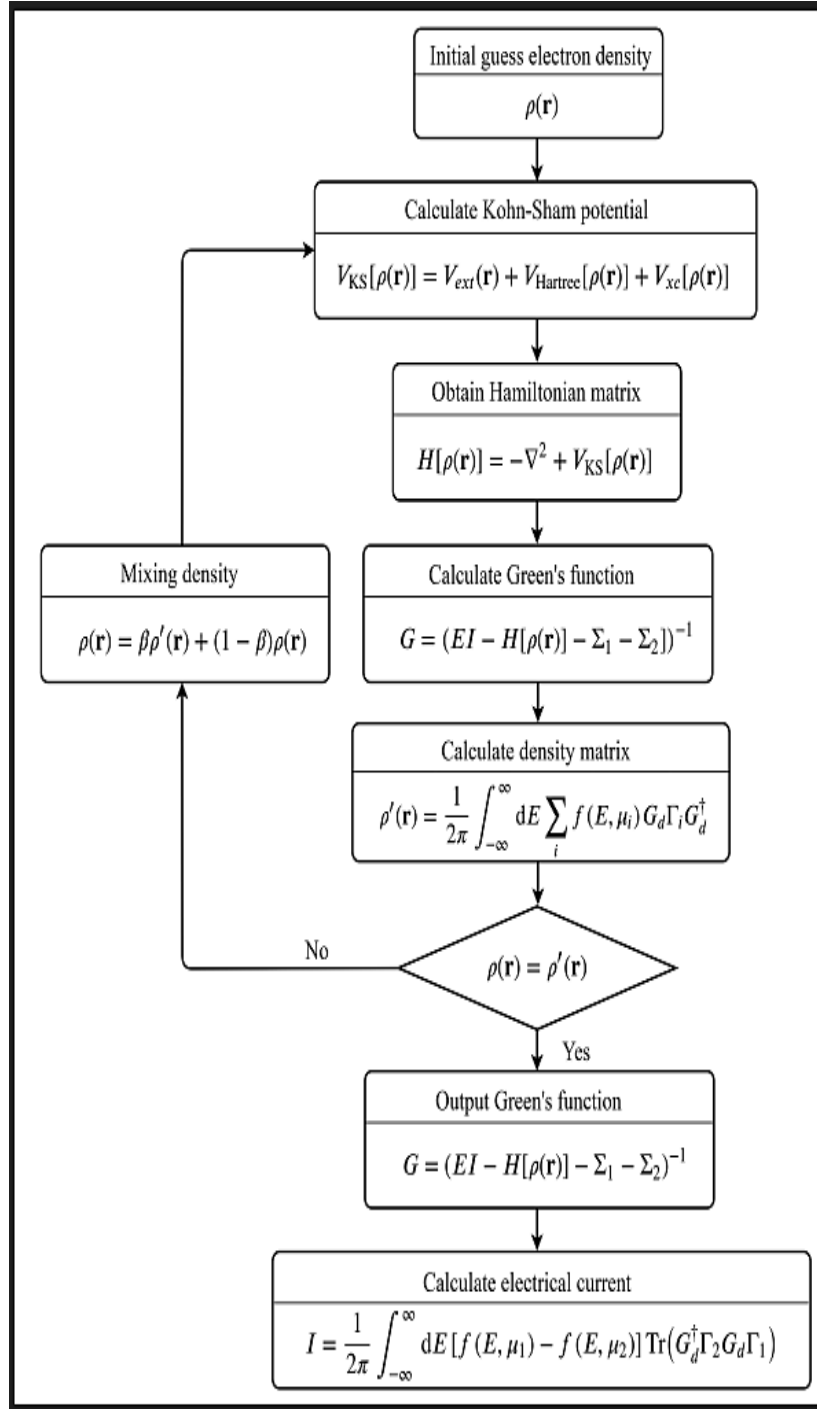 Initial guess electron density
ρ(r)
Calculate Kohn-Sham potential
V_KS[ρ(r)] = V_ext(r) + V_Hartree[ρ(r)] + V_xc[ρ(r)]
Obtain Hamiltonian matrix
H[ρ(r)] = −∇² + V_KS[ρ(r)]
Mixing density
ρ(r) = βρ′(r) + (1 − β)ρ(r)
Calculate Green's function
G = (EI − H[ρ(r)] − Σ₁ − Σ₂])⁻¹
Calculate density matrix
ρ′(r) = 1/2π ∫_{−∞}^{∞} dE ∑_i f(E, μ_i) G_d Γ_i G_d^†
No
ρ(r) = ρ′(r)
Yes
Output Green's function
G = (EI − H[ρ(r)] − Σ₁ − Σ₂)⁻¹
Calculate electrical current
I = 1/2π ∫_{−∞}^{∞} dE [f(E, μ₁) − f(E, μ₂)] Tr(G_d^† Γ₂ G_d Γ₁)